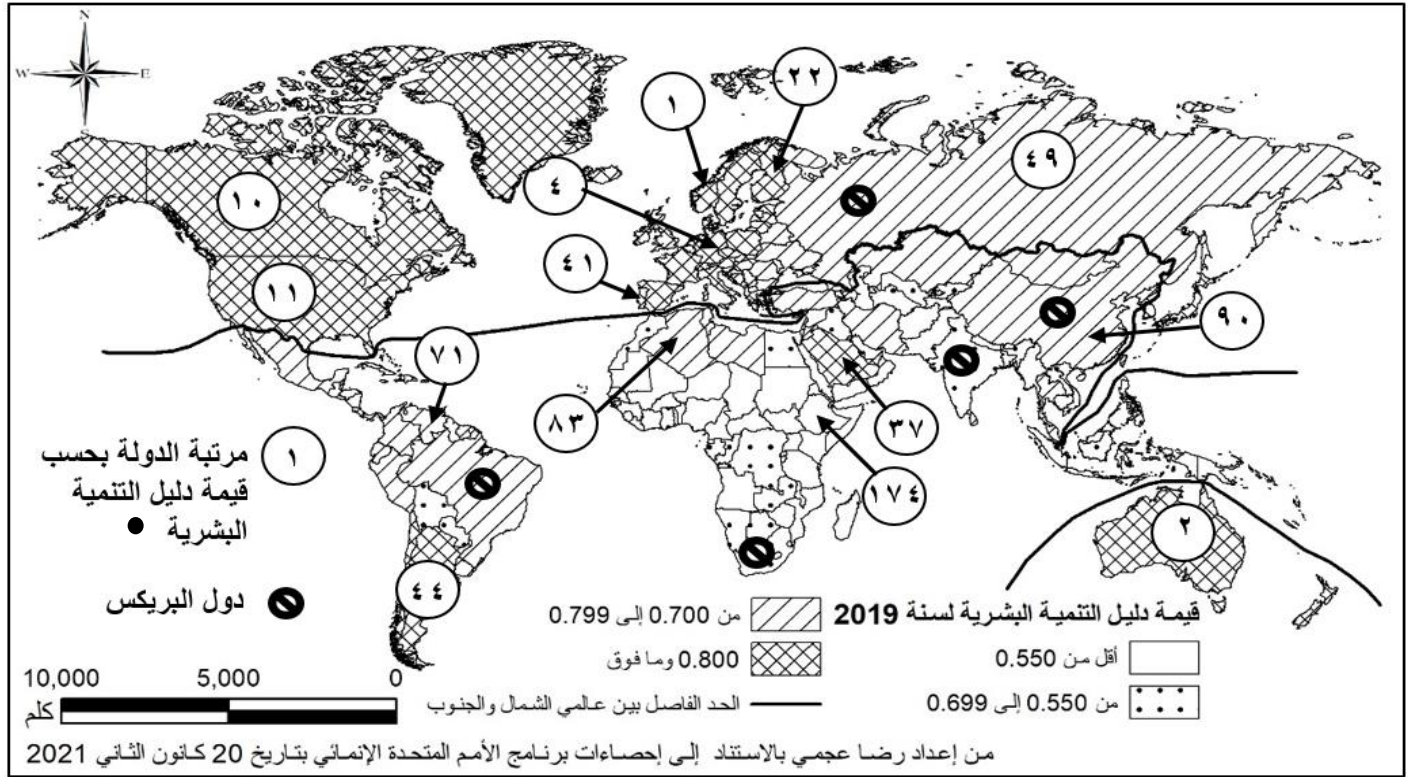 N
W E
S
١
٢٢
٤٩
٤
١٠
٤١
١١
٩٠
٧١
٨٣
٣٧
١٧٤
٢
٤٤
١ مرتبة الدولة بحسب
قيمة دليل التنمية
البشرية •
دول البريكس
قيمة دليل التنمية البشرية لسنة 2019
أقل من 0.550
من 0.550 إلى 0.699
من 0.700 إلى 0.799
0.800 وما فوق
الحد الفاصل بين عالمي الشمال والجنوب
10,000 5,000 0
كلم
من إعداد رضا عجمي بالاستناد إلى إحصاءات برنامج الأمم المتحدة الإنمائي بتاريخ 20 كانون الثاني 2021